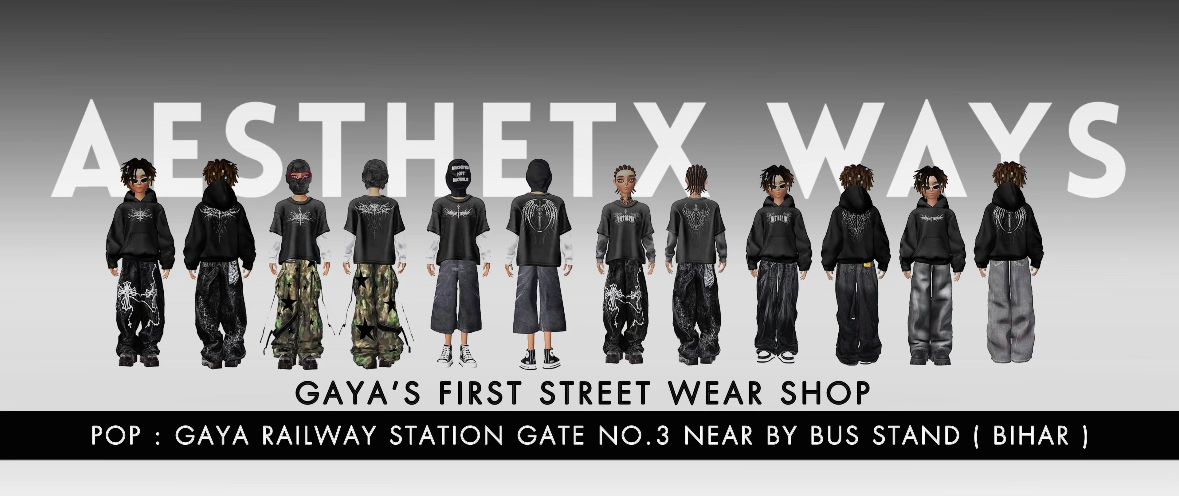 AESTHETX WAYS
GAYA'S FIRST STREET WEAR SHOP
POP : GAYA RAILWAY STATION GATE NO.3 NEAR BY BUS STAND ( BIHAR )